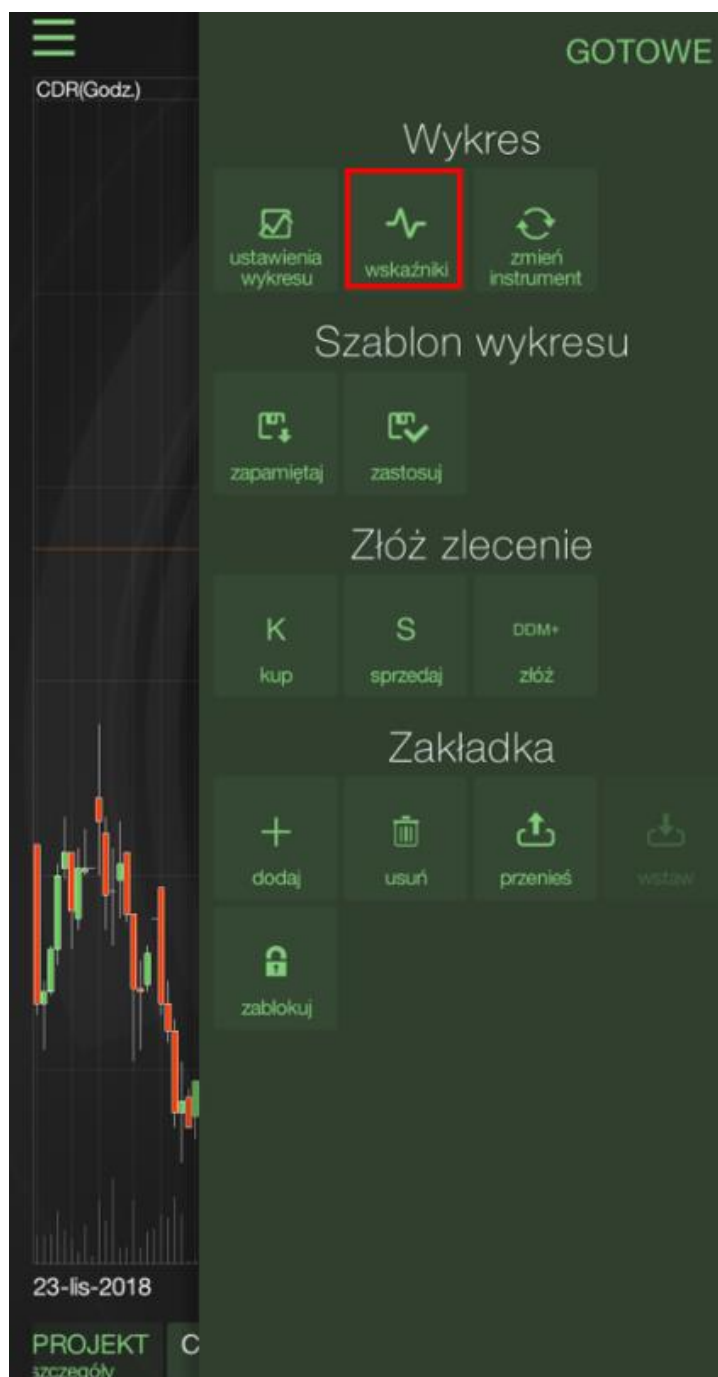 GOTOWE
CDR(Godz.)
Wykres
ustawienia
wykresu
wskaźniki
zmień
instrument
Szablon wykresu
zapamiętaj
zastosuj
Złóż zlecenie
K
kup
S
sprzedaj
DDM+
złóż
Zakładka
dodaj
usuń
przenieś
wstaw
zablokuj
23-lis-2018
PROJEKT
C
szczegóły